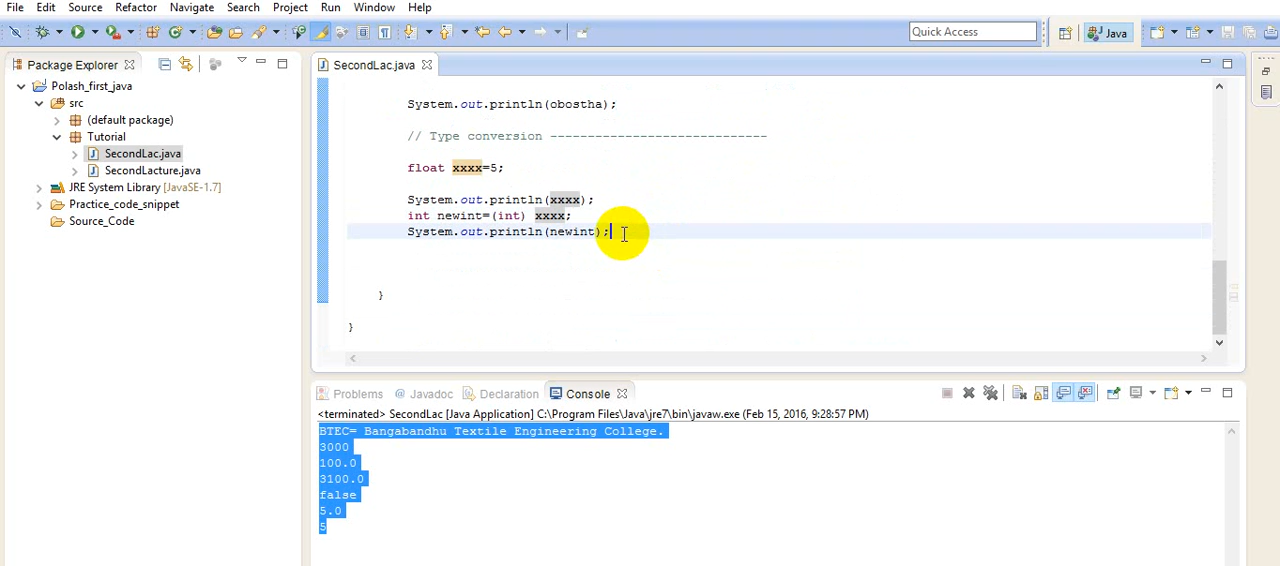 File Edit Source Refactor Navigate Search Project Run Window Help
Quick Access
Java
Package Explorer
SecondLac.java
Polash_first_java
src
(default package)
Tutorial
SecondLac.java
SecondLacture.java
JRE System Library [JavaSE-1.7]
Practice_code_snippet
Source_Code
System.out.println(obostha);
// Type conversion -----------------------------
float xxxx=5;
System.out.println(xxxx);
int newint=(int) xxxx;
System.out.println(newint);
}
}
Problems @ Javadoc Declaration Console
<terminated> SecondLac [Java Application] C:\Program Files\Java\jre7\bin\javaw.exe (Feb 15, 2016, 9:28:57 PM)
BTEC= Bangabandhu Textile Engineering College.
3000
100.0
3100.0
false
5.0
5